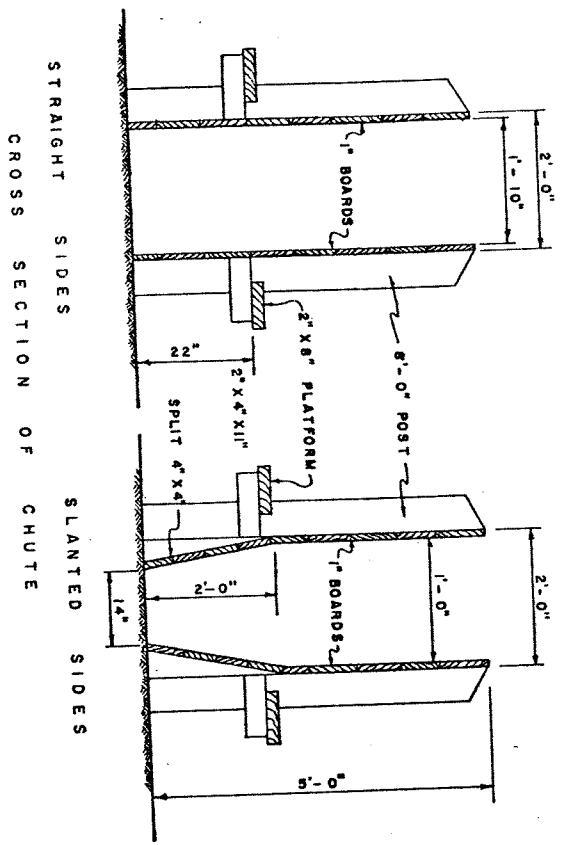 2'-0"
1'-10"
1" BOARDS
8'-0" POST
2" X 8" PLATFORM
2" X 4" X 11"
22"
SPLIT 4" X 4"
2'-0"
1'-0"
1" BOARDS
2'-0"
14"
5'-0"
STRAIGHT SIDES
SLANTED SIDES
CROSS SECTION OF CHUTE